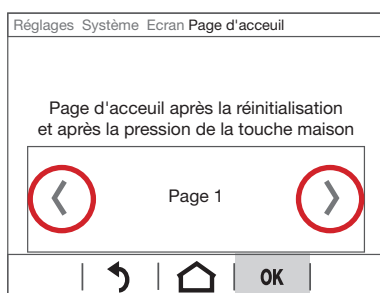 Réglages Système Ecran Page d'acceuil
Page d'acceuil après la réinitialisation
et après la pression de la touche maison
Page 1
OK